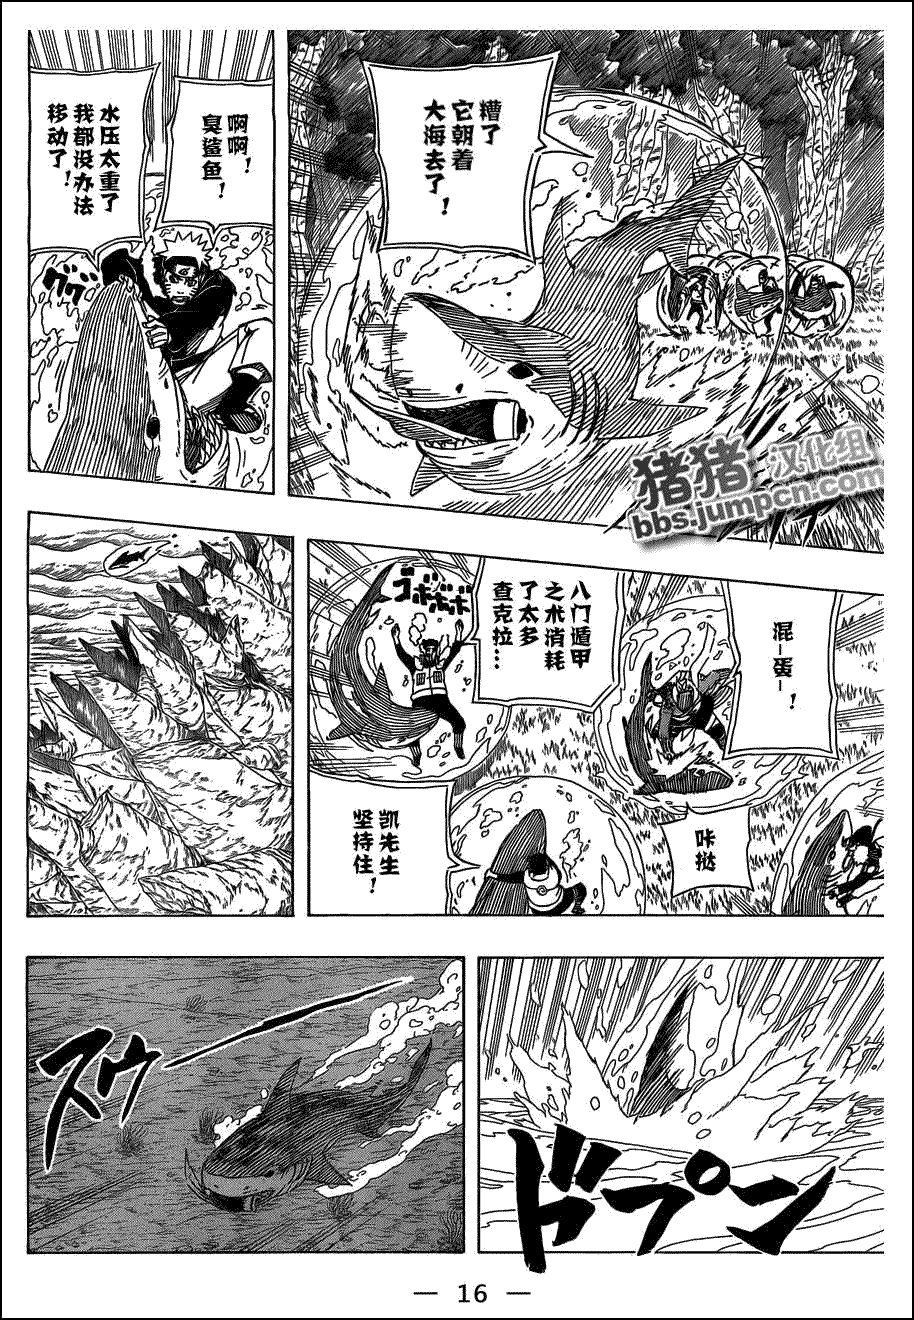 糟了
它朝着
大海去了！
猪猪汉化组
bbs.jumpcn.com
啊啊！
臭鲨鱼！
水压太重了
我都没办法
移动了！
ググ
混-蛋-！
八门遁甲
之术消耗
了太多
查克拉…
ゴボボボ
咔挞
凯先生
坚持住！
ドプン
スウー
— 16 —